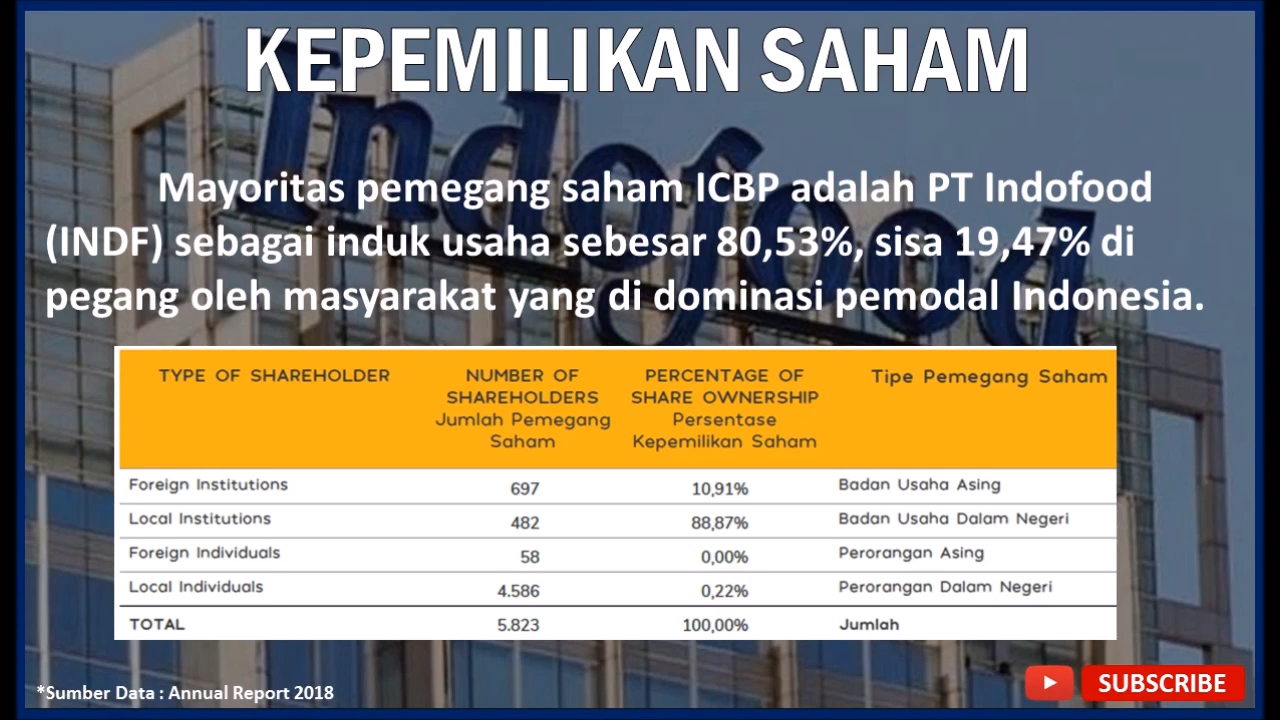 KEPEMILIKAN SAHAM
Indofood
Mayoritas pemegang saham ICBP adalah PT Indofood
(INDF) sebagai induk usaha sebesar 80,53%, sisa 19,47% di
pegang oleh masyarakat yang di dominasi pemodal Indonesia.
TYPE OF SHAREHOLDER NUMBER OF PERCENTAGE OF Tipe Pemegang Saham
SHAREHOLDERS SHARE OWNERSHIP
Jumlah Pemegang Persentase
Saham Kepemilikan Saham
Foreign Institutions 697 10,91% Badan Usaha Asing
Local Institutions 482 88,87% Badan Usaha Dalam Negeri
Foreign Individuals 58 0,00% Perorangan Asing
Local Individuals 4.586 0,22% Perorangan Dalam Negeri
TOTAL 5.823 100,00% Jumlah
*Sumber Data : Annual Report 2018
SUBSCRIBE